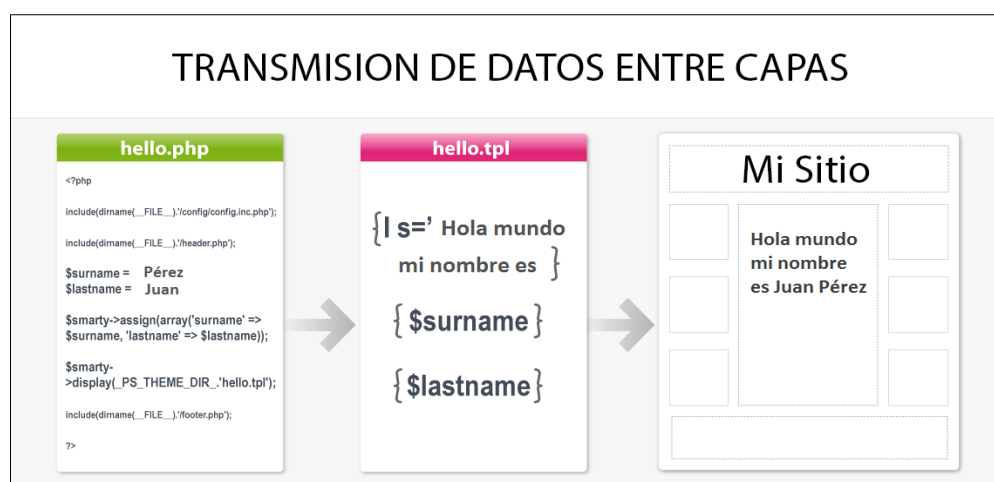 TRANSMISION DE DATOS ENTRE CAPAS
hello.php
<?php
include(dirname(__FILE__).'/config/config.inc.php');
include(dirname(__FILE__).'/header.php');
$surname = Pérez
$lastname = Juan
$smarty->assign(array('surname' =>
$surname, 'lastname' => $lastname));
$smarty-
>display(_PS_THEME_DIR_.'hello.tpl');
include(dirname(__FILE__).'/footer.php');
?>
hello.tpl
{l s=’ Hola mundo
mi nombre es }
{ $surname }
{ $lastname }
Mi Sitio
Hola mundo
mi nombre
es Juan Pérez